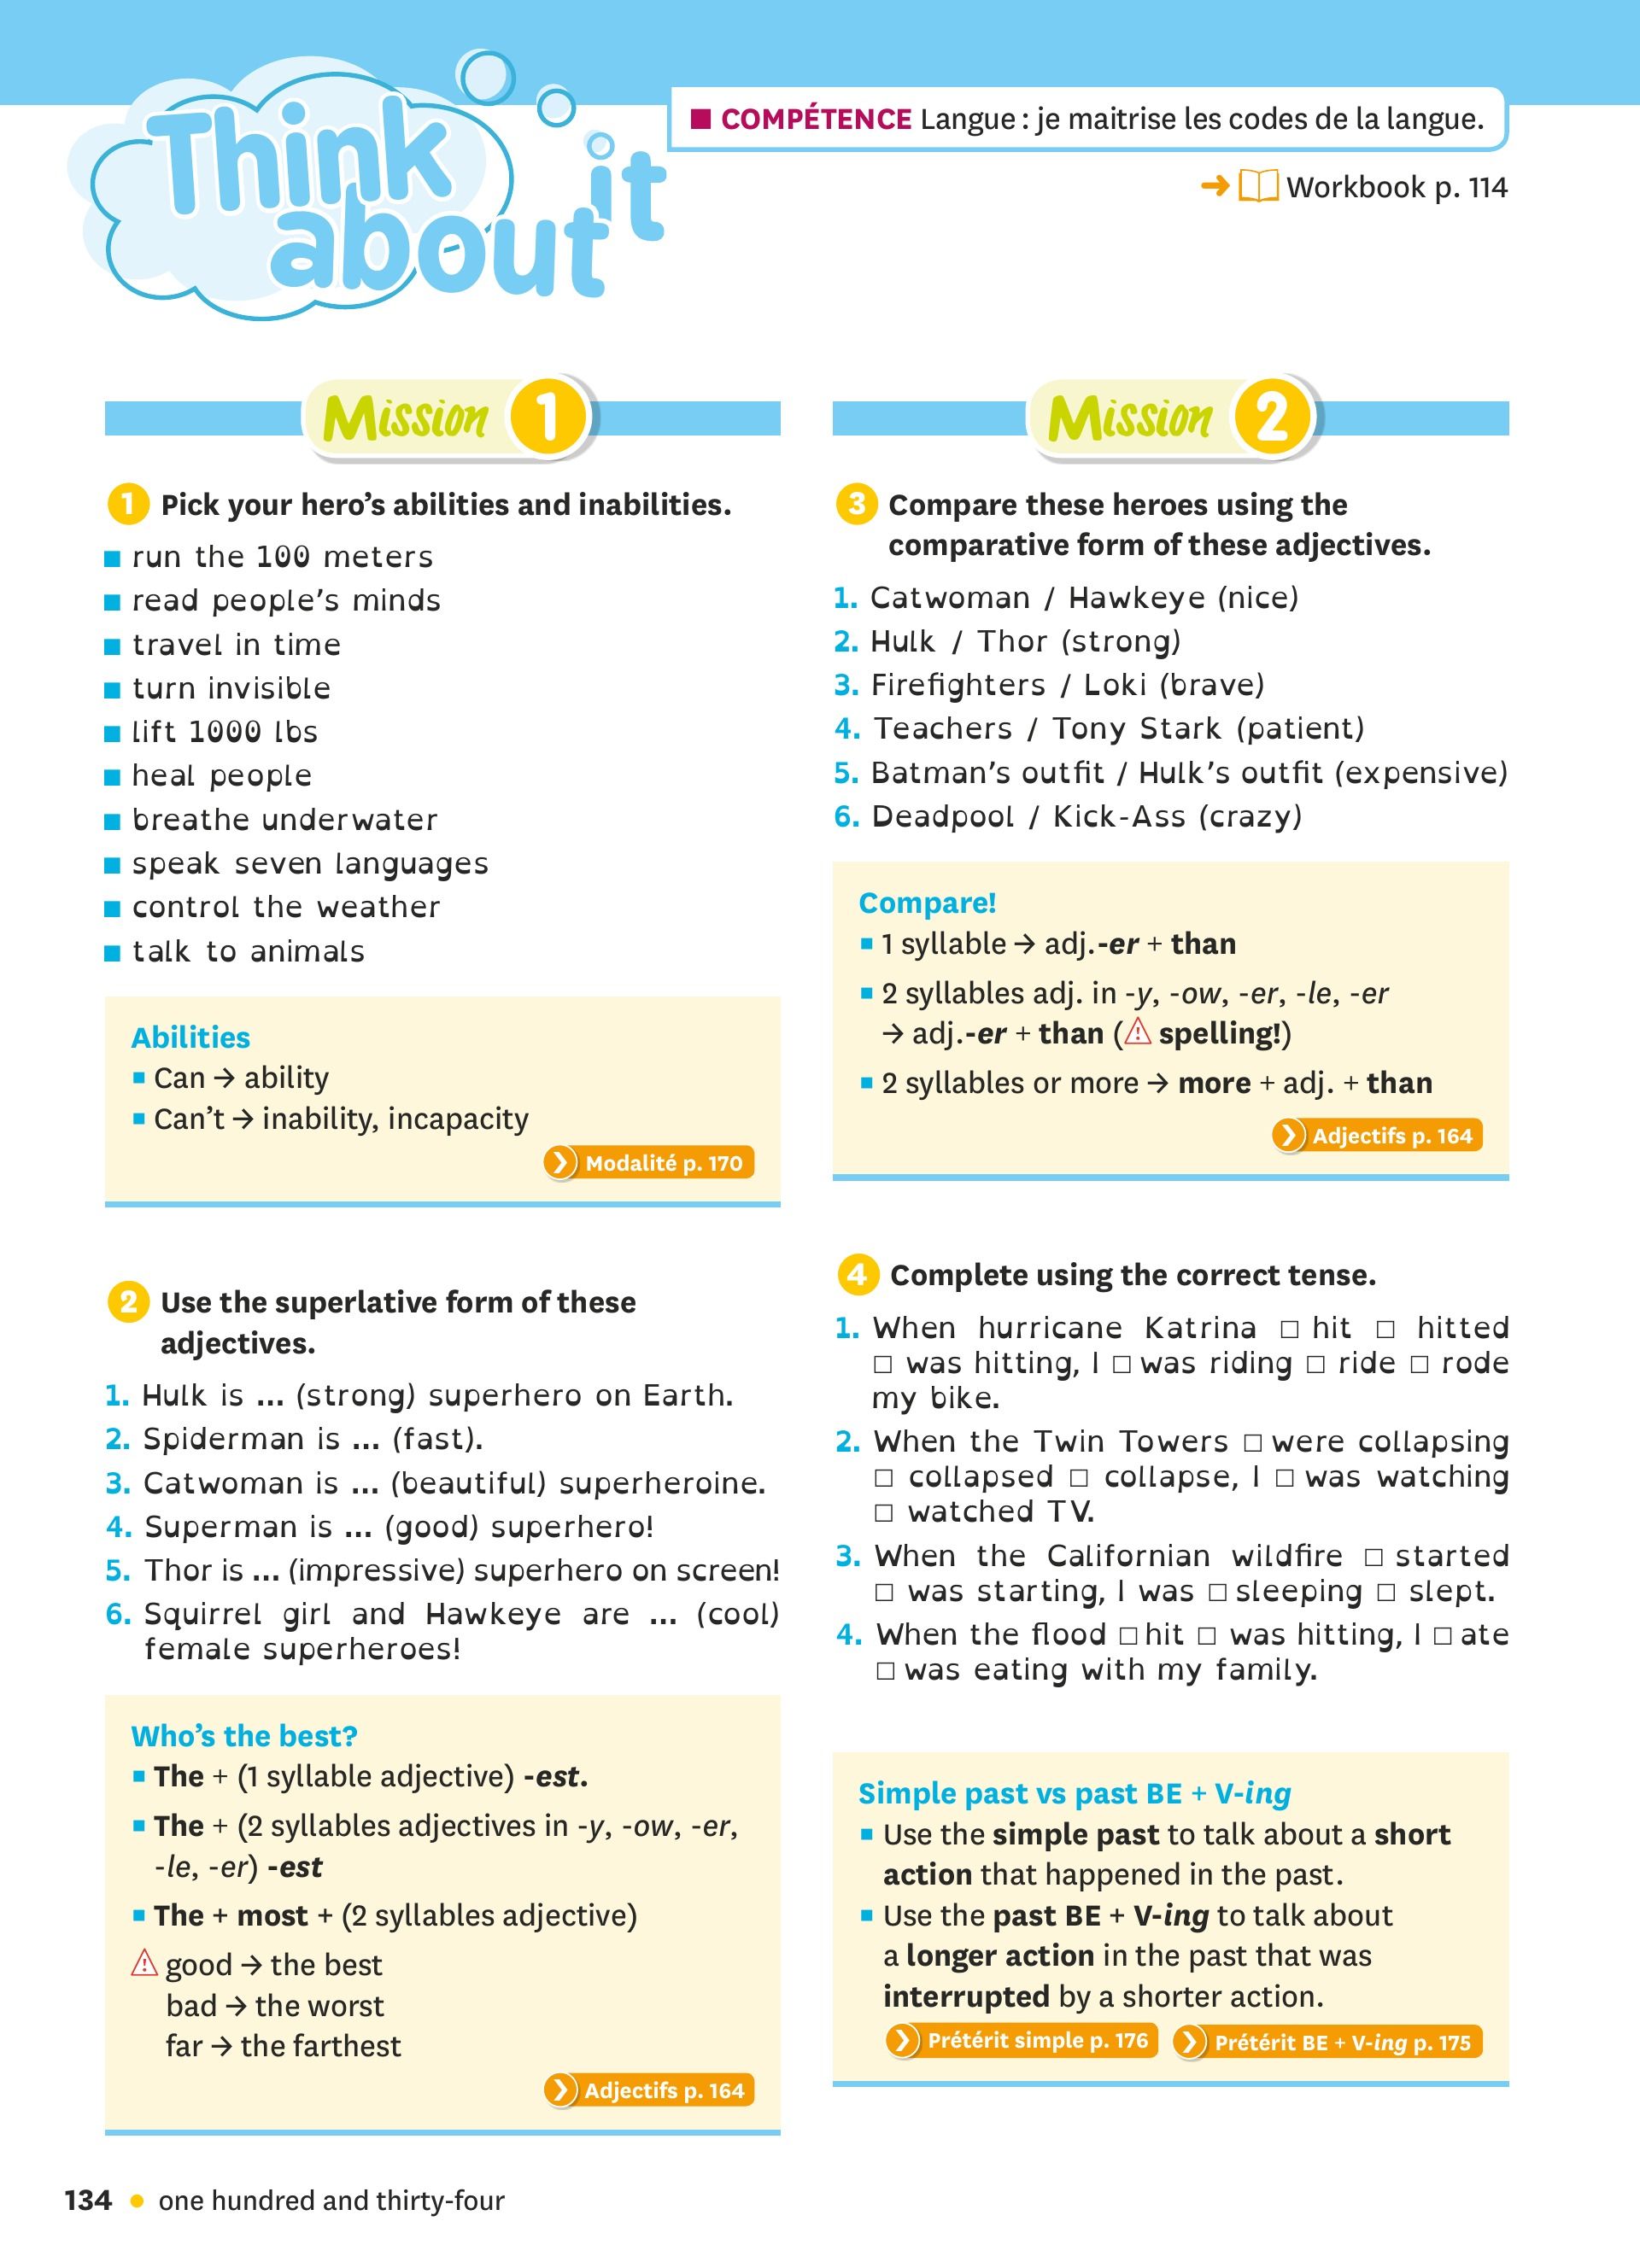 Think
about it
■ COMPÉTENCE Langue : je maitrise les codes de la langue.
➜ Workbook p. 114
Mission 1
1 Pick your hero’s abilities and inabilities.
■ run the 100 meters
■ read people’s minds
■ travel in time
■ turn invisible
■ lift 1000 lbs
■ heal people
■ breathe underwater
■ speak seven languages
■ control the weather
■ talk to animals
Abilities
■ Can → ability
■ Can’t → inability, incapacity
❯ Modalité p. 170
2 Use the superlative form of these
adjectives.
1. Hulk is ... (strong) superhero on Earth.
2. Spiderman is ... (fast).
3. Catwoman is ... (beautiful) superheroine.
4. Superman is ... (good) superhero!
5. Thor is ... (impressive) superhero on screen!
6. Squirrel girl and Hawkeye are ... (cool)
female superheroes!
Who’s the best?
■ The + (1 syllable adjective) -est.
■ The + (2 syllables adjectives in -y, -ow, -er,
-le, -er) -est
■ The + most + (2 syllables adjective)
⚠ good → the best
bad → the worst
far → the farthest
❯ Adjectifs p. 164
Mission 2
3 Compare these heroes using the
comparative form of these adjectives.
1. Catwoman / Hawkeye (nice)
2. Hulk / Thor (strong)
3. Firefighters / Loki (brave)
4. Teachers / Tony Stark (patient)
5. Batman’s outfit / Hulk’s outfit (expensive)
6. Deadpool / Kick-Ass (crazy)
Compare!
■ 1 syllable → adj.-er + than
■ 2 syllables adj. in -y, -ow, -er, -le, -er
→ adj.-er + than (⚠ spelling!)
■ 2 syllables or more → more + adj. + than
❯ Adjectifs p. 164
4 Complete using the correct tense.
1. When hurricane Katrina □ hit □ hitted
□ was hitting, I □ was riding □ ride □ rode
my bike.
2. When the Twin Towers □ were collapsing
□ collapsed □ collapse, I □ was watching
□ watched TV.
3. When the Californian wildfire □ started
□ was starting, I was □ sleeping □ slept.
4. When the flood □ hit □ was hitting, I □ ate
□ was eating with my family.
Simple past vs past BE + V-ing
■ Use the simple past to talk about a short
action that happened in the past.
■ Use the past BE + V-ing to talk about
a longer action in the past that was
interrupted by a shorter action.
❯ Prétérit simple p. 176 ❯ Prétérit BE + V-ing p. 175
134 • one hundred and thirty-four